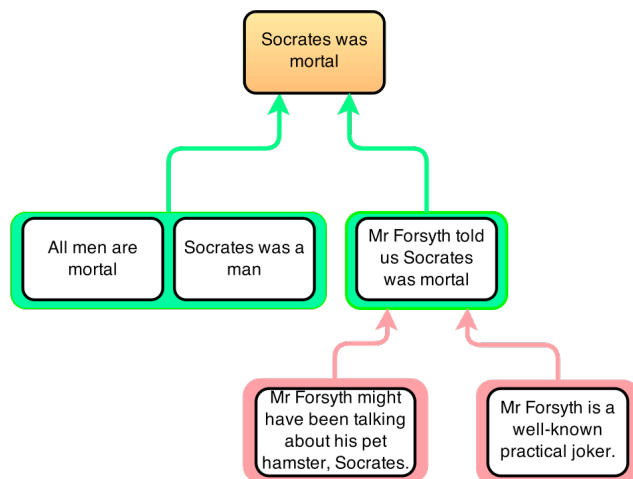 Socrates was
mortal
All men are
mortal
Socrates was a
man
Mr Forsyth told
us Socrates
was mortal
Mr Forsyth might
have been talking
about his pet
hamster, Socrates.
Mr Forsyth is a
well-known
practical joker.